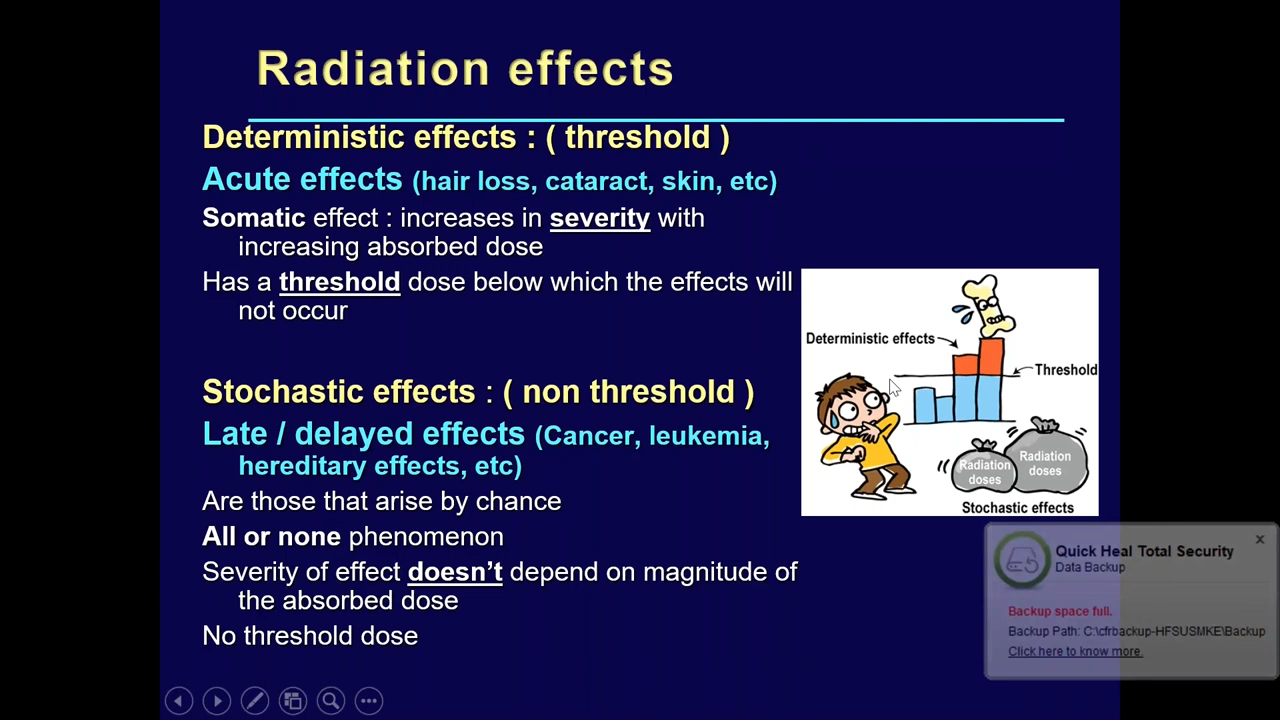 Radiation effects
Deterministic effects : ( threshold )
Acute effects (hair loss, cataract, skin, etc)
Somatic effect : increases in severity with
increasing absorbed dose
Has a threshold dose below which the effects will
not occur
Stochastic effects : ( non threshold )
Late / delayed effects (Cancer, leukemia,
hereditary effects, etc)
Are those that arise by chance
All or none phenomenon
Severity of effect doesn’t depend on magnitude of
the absorbed dose
No threshold dose
Deterministic effects
Threshold
Radiation
doses
Radiation
doses
Stochastic effects
Quick Heal Total Security
Data Backup
Backup space full.
Backup Path: C:\cfrbackup-HFSUSMKE\Backup
Click here to know more.